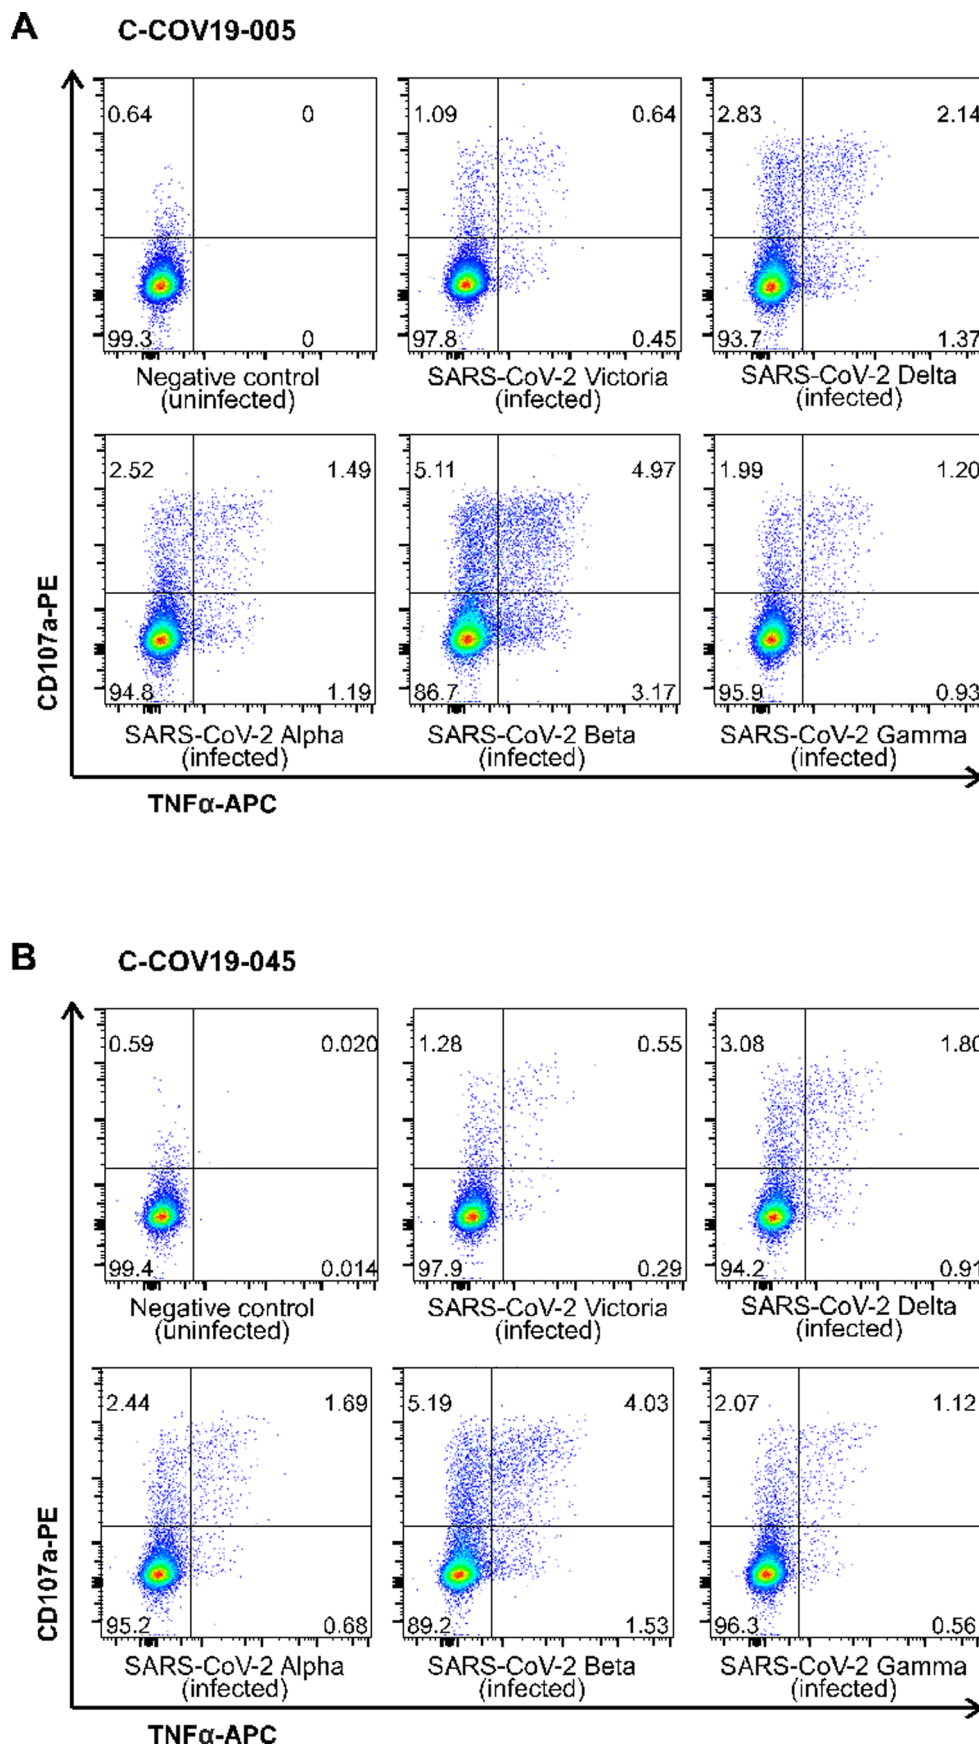 A
C-COV19-005
0.64 0
99.3 0
Negative control
(uninfected)
1.09 0.64
97.8 0.45
SARS-CoV-2 Victoria
(infected)
2.83 2.14
93.7 1.37
SARS-CoV-2 Delta
(infected)
2.52 1.49
94.8 1.19
SARS-CoV-2 Alpha
(infected)
5.11 4.97
86.7 3.17
SARS-CoV-2 Beta
(infected)
1.99 1.20
95.9 0.93
SARS-CoV-2 Gamma
(infected)
CD107a-PE
TNFα-APC
B
C-COV19-045
0.59 0.020
99.4 0.014
Negative control
(uninfected)
1.28 0.55
97.9 0.29
SARS-CoV-2 Victoria
(infected)
3.08 1.80
94.2 0.91
SARS-CoV-2 Delta
(infected)
2.44 1.69
95.2 0.68
SARS-CoV-2 Alpha
(infected)
5.19 4.03
89.2 1.53
SARS-CoV-2 Beta
(infected)
2.07 1.12
96.3 0.56
SARS-CoV-2 Gamma
(infected)
CD107a-PE
TNFα-APC